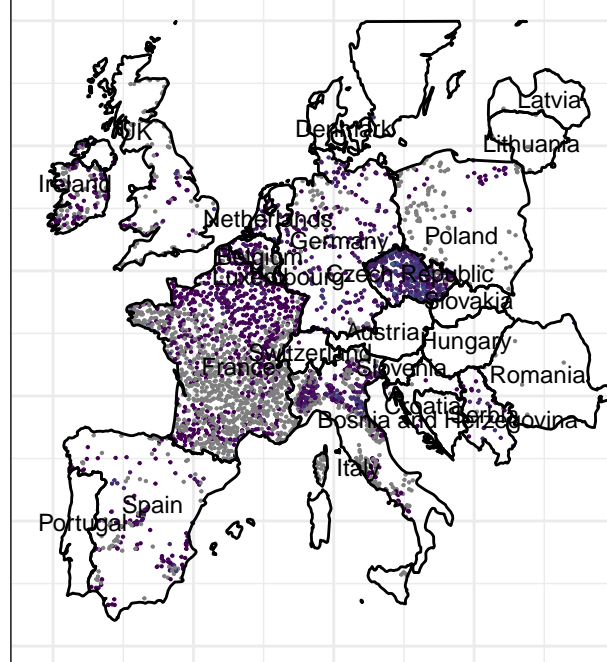 Latvia
UK
Denmark
Lithuania
Ireland
Netherlands
Germany
Poland
Belgium
Luxembourg
Czech Republic
Slovakia
Austria
Hungary
Switzerland
France
Slovenia
Romania
Croatia
Serbia
Bosnia and Herzegovina
Italy
Spain
Portugal